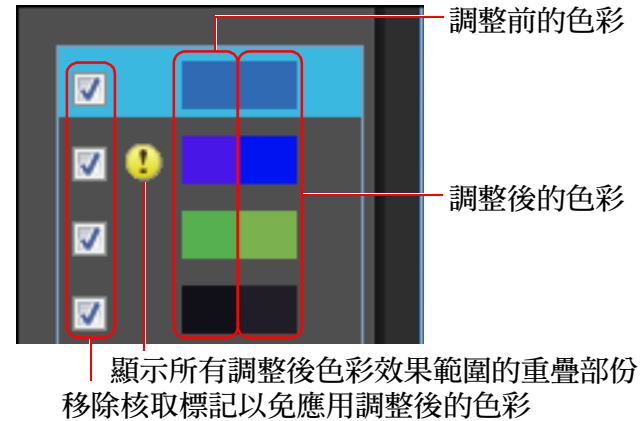 調整前的色彩
調整後的色彩
顯示所有調整後色彩效果範圍的重疊部份
移除核取標記以免應用調整後的色彩